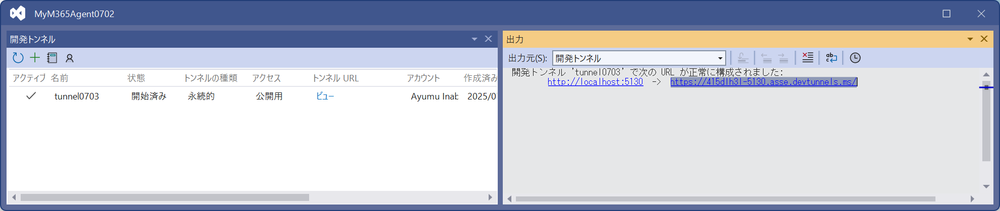 MyM365Agent0702
開発トンネル
アクティブ 名前 状態 トンネルの種類 アクセス トンネル URL アカウント 作成済み
tunnel0703 開始済み 永続的 公開用 ビュー Ayumu Inab 2025/07
出力
出力元(S): 開発トンネル
開発トンネル 'tunnel0703' で次の URL が正常に構成されました:
http://localhost:5130 -> https://415dlh3l-5130.asse.devtunnels.ms/